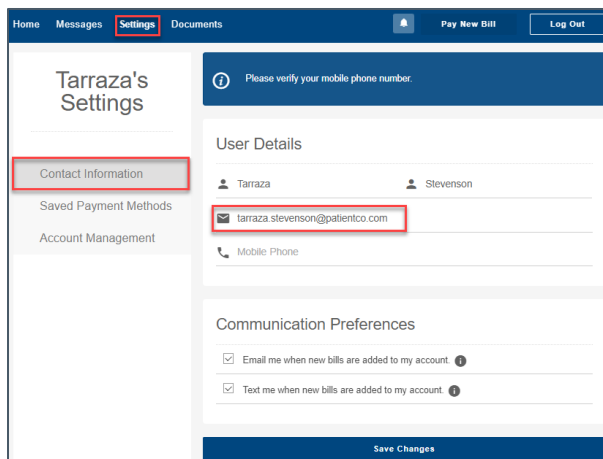 Home Messages Settings Documents Pay New Bill Log Out
Tarraza's
Settings
Contact Information
Saved Payment Methods
Account Management
Please verify your mobile phone number.
User Details
Tarraza Stevenson
tarraza.stevenson@patientco.com
Mobile Phone
Communication Preferences
Email me when new bills are added to my account.
Text me when new bills are added to my account.
Save Changes